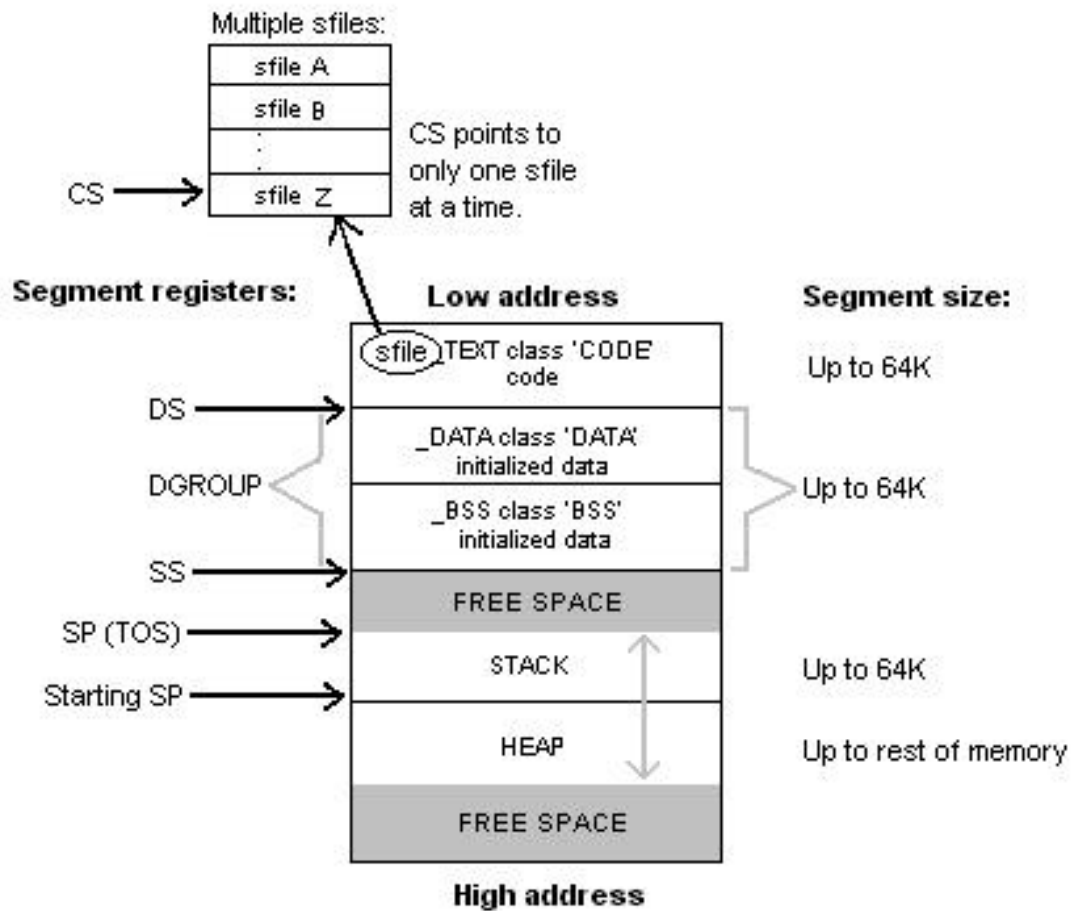 Multiple sfiles:
sfile A
sfile B
:
sfile Z
CS
CS points to
only one sfile
at a time.
Segment registers:
Low address
Segment size:
sfile _TEXT class 'CODE'
code
Up to 64K
DS
_DATA class 'DATA'
initialized data
DGROUP
Up to 64K
_BSS class 'BSS'
initialized data
SS
FREE SPACE
SP (TOS)
STACK
Up to 64K
Starting SP
HEAP
Up to rest of memory
FREE SPACE
High address